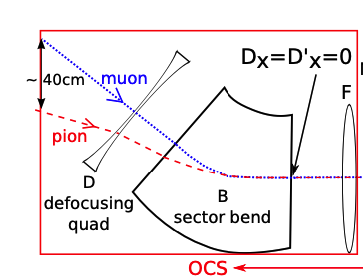 Dx=D'x=0
~ 40cm
muon
F
pion
D
defocusing
quad
B
sector bend
OCS